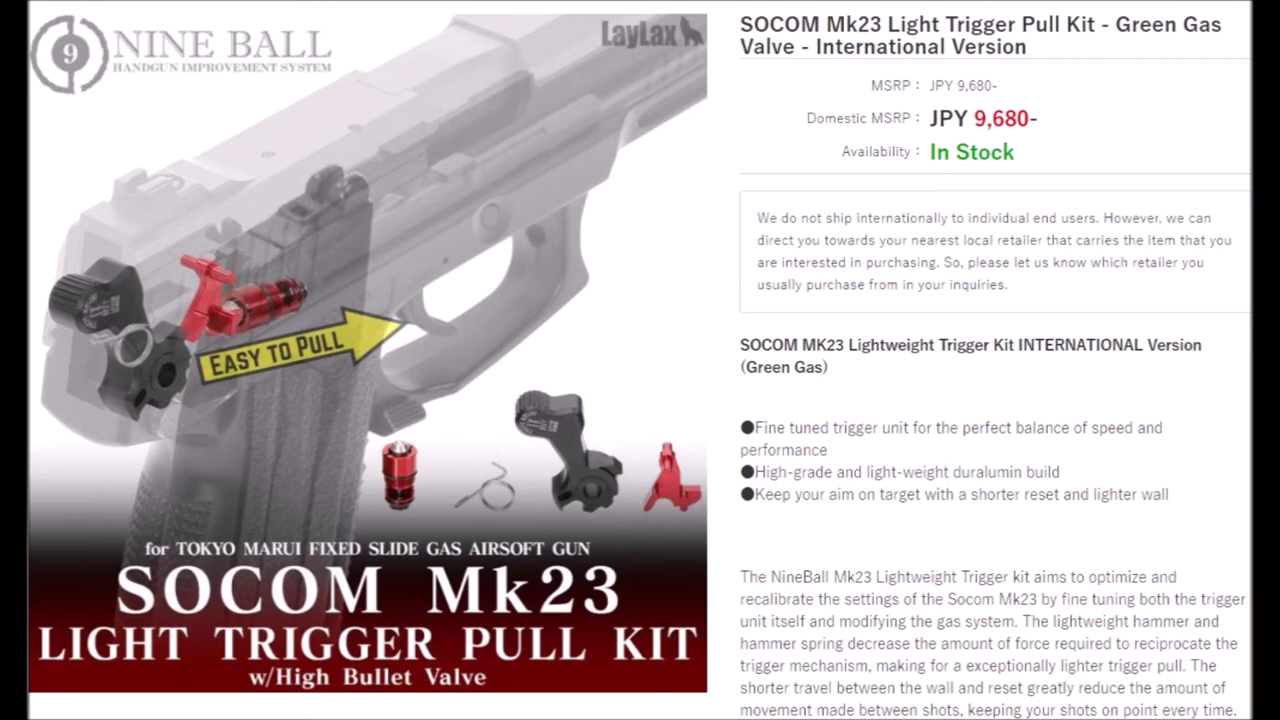 9
NINE BALL
HANDGUN IMPROVEMENT SYSTEM
LayLax
EASY TO PULL
for TOKYO MARUI FIXED SLIDE GAS AIRSOFT GUN
SOCOM Mk23
LIGHT TRIGGER PULL KIT
w/High Bullet Valve
SOCOM Mk23 Light Trigger Pull Kit - Green Gas
Valve - International Version
MSRP : JPY 9,680-
Domestic MSRP : JPY 9,680-
Availability : In Stock
We do not ship internationally to individual end users. However, we can
direct you towards your nearest local retailer that carries the item that you
are interested in purchasing. So, please let us know which retailer you
usually purchase from in your inquiries.
SOCOM MK23 Lightweight Trigger Kit INTERNATIONAL Version
(Green Gas)
●Fine tuned trigger unit for the perfect balance of speed and
performance
●High-grade and light-weight duralumin build
●Keep your aim on target with a shorter reset and lighter wall
The NineBall Mk23 Lightweight Trigger kit aims to optimize and
recalibrate the settings of the Socom Mk23 by fine tuning both the trigger
unit itself and modifying the gas system. The lightweight hammer and
hammer spring decrease the amount of force required to reciprocate the
trigger mechanism, making for a exceptionally lighter trigger pull. The
shorter travel between the wall and reset greatly reduce the amount of
movement made between shots, keeping your shots on point every time.